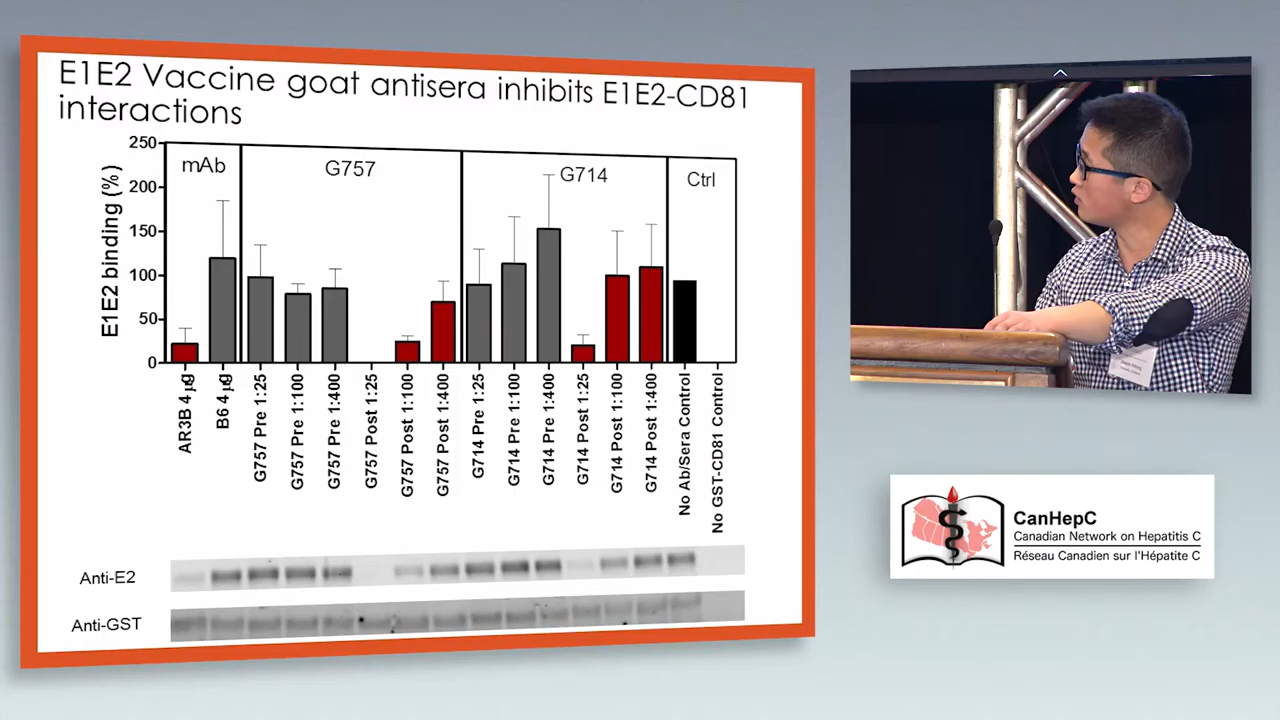 E1E2 Vaccine goat antisera inhibits E1E2-CD81
interactions
E1E2 binding (%)
250
200
150
100
50
0
mAb
G757
G714
Ctrl
AR3B 4 µg
B6 4 µg
G757 Pre 1:25
G757 Pre 1:100
G757 Pre 1:400
G757 Post 1:25
G757 Post 1:100
G757 Post 1:400
G714 Pre 1:25
G714 Pre 1:100
G714 Pre 1:400
G714 Post 1:25
G714 Post 1:100
G714 Post 1:400
No Ab/Sera Control
No GST-CD81 Control
Anti-E2
Anti-GST
CanHepC
Canadian Network on Hepatitis C
Réseau Canadien sur l'Hépatite C